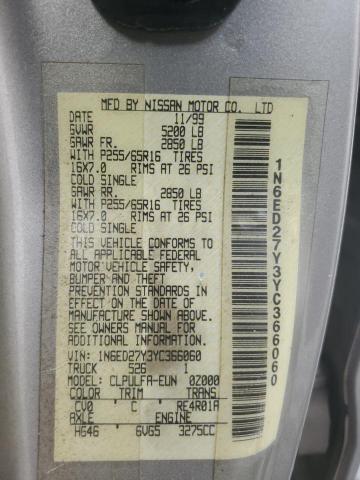 MFD BY NISSAN MOTOR CO. LTD
DATE 11/99
GVWR 5200 LB
GAWR FR. 2850 LB
WITH P255/65R16 TIRES
16X7.0 RIMS AT 26 PSI
COLD SINGLE
GAWR RR. 2850 LB
WITH P255/65R16 TIRES
16X7.0 RIMS AT 26 PSI
COLD SINGLE
THIS VEHICLE CONFORMS TO
ALL APPLICABLE FEDERAL
MOTOR VEHICLE SAFETY,
BUMPER AND THEFT
PREVENTION STANDARDS
IN EFFECT ON THE DATE OF
MANUFACTURE SHOWN ABOVE.
SEE OWNERS MANUAL FOR
ADDITIONAL INFORMATION.
VIN: 1N6ED27Y3YC366060
TRUCK 526 1
MODEL: CLPULFA-EUN 0Z000
COLOR TRIM TRANS
CV0 C RE4R01A
AXLE ENGINE
HG46 6VG5 3275CC
1N6ED27Y3YC366060